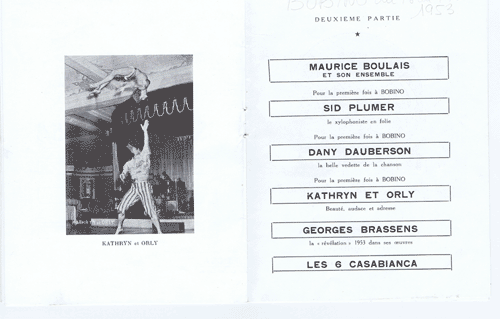 KATHRYN et ORLY
1953
DEUXIÈME PARTIE
MAURICE BOULAIS
ET SON ENSEMBLE
Pour la première fois à BOBINO
SID PLUMER
le xylophoniste en folie
Pour la première fois à BOBINO
DANY DAUBERSON
la belle vedette de la chanson
Pour la première fois à BOBINO
KATHRYN ET ORLY
Beauté, audace et adresse
GEORGES BRASSENS
la « révélation » 1953 dans ses œuvres
LES 6 CASABIANCA